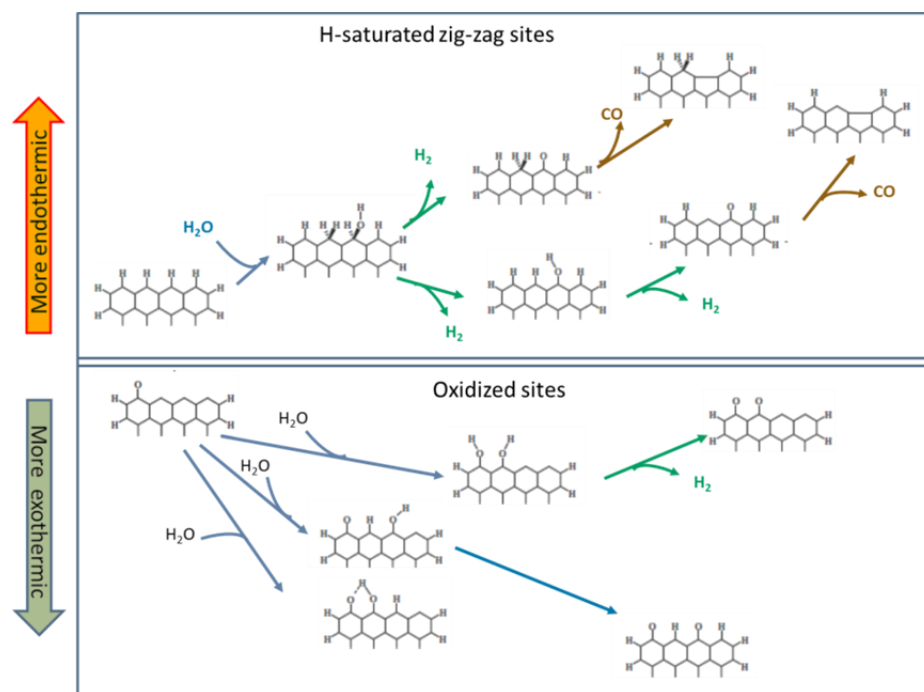 H-saturated zig-zag sites
More endothermic
H H
H H
H H
CO
H H
H H
H₂
H H O H
H H
CO
H
O
H₂O
H H H H
H H
H₂
O H
H H
H H H H
H H
H
O
H H H
H H
H₂
H₂
Oxidized sites
More exothermic
O
H H
H H
H₂O
H H
O O
H H
H H
O O
H H
H H
H₂
H₂O
H
O H O
H H
H H
H₂O
H
O O H
H H
H H
O H O H
H H
H H